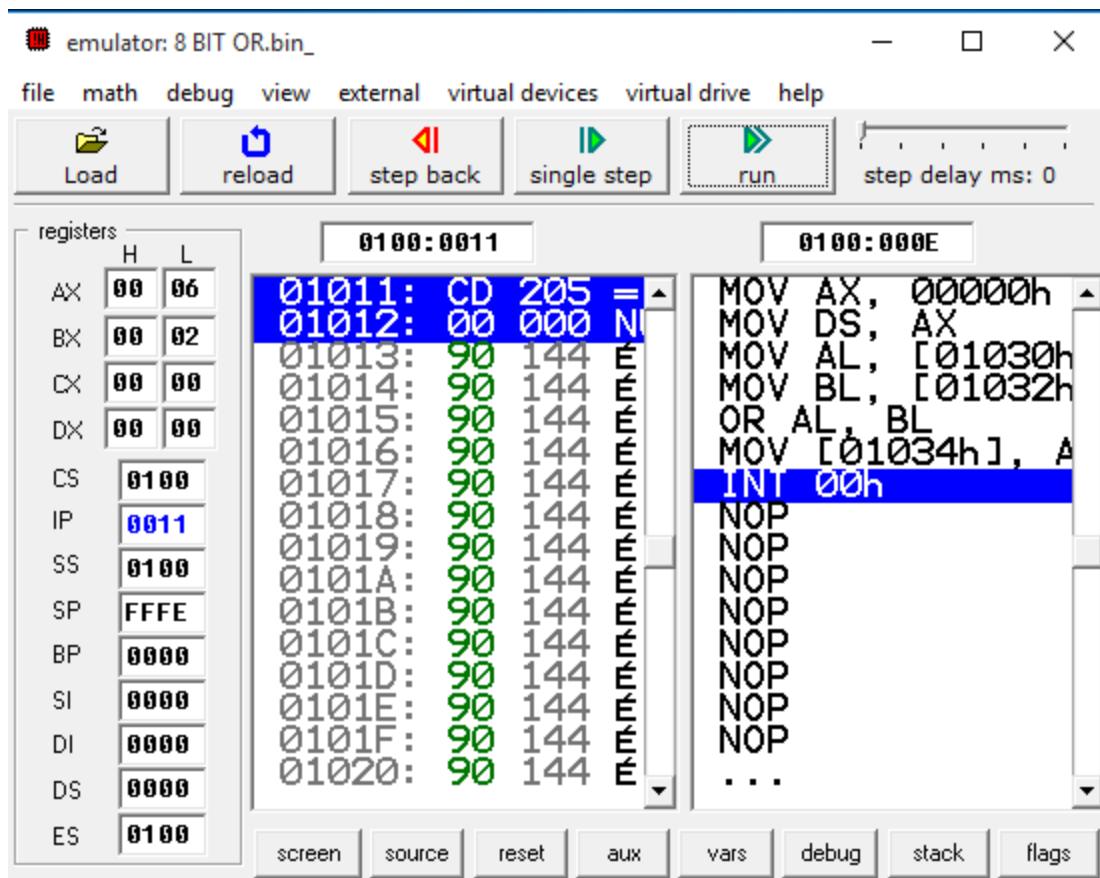 emulator: 8 BIT OR.bin_
file math debug view external virtual devices virtual drive help
Load reload step back single step run step delay ms: 0
registers
H L
0100:0011 0100:000E
AX 00 06
BX 00 02
CX 00 00
DX 00 00
CS 0100
IP 0011
SS 0100
SP FFFE
BP 0000
SI 0000
DI 0000
DS 0000
ES 0100
01011: CD 205 =
01012: 00 000 NU
01013: 90 144 É
01014: 90 144 É
01015: 90 144 É
01016: 90 144 É
01017: 90 144 É
01018: 90 144 É
01019: 90 144 É
0101A: 90 144 É
0101B: 90 144 É
0101C: 90 144 É
0101D: 90 144 É
0101E: 90 144 É
0101F: 90 144 É
01020: 90 144 É
MOV AX, 00000h
MOV DS, AX
MOV AL, [01030h
MOV BL, [01032h
OR AL, BL
MOV [01034h], A
INT 00h
NOP
NOP
NOP
NOP
NOP
NOP
NOP
NOP
...
screen source reset aux vars debug stack flags